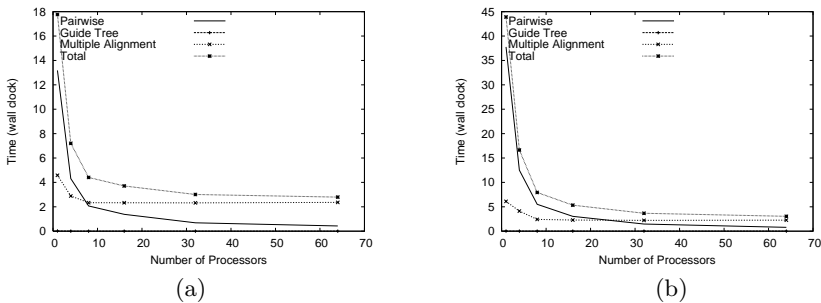 18
16
14
12
10
8
6
4
2
0
Time (wall clock)
Pairwise
Guide Tree
Multiple Alignment
Total
0 10 20 30 40 50 60 70
Number of Processors
(a)
45
40
35
30
25
20
15
10
5
0
Time (wall clock)
Pairwise
Guide Tree
Multiple Alignment
Total
0 10 20 30 40 50 60 70
Number of Processors
(b)